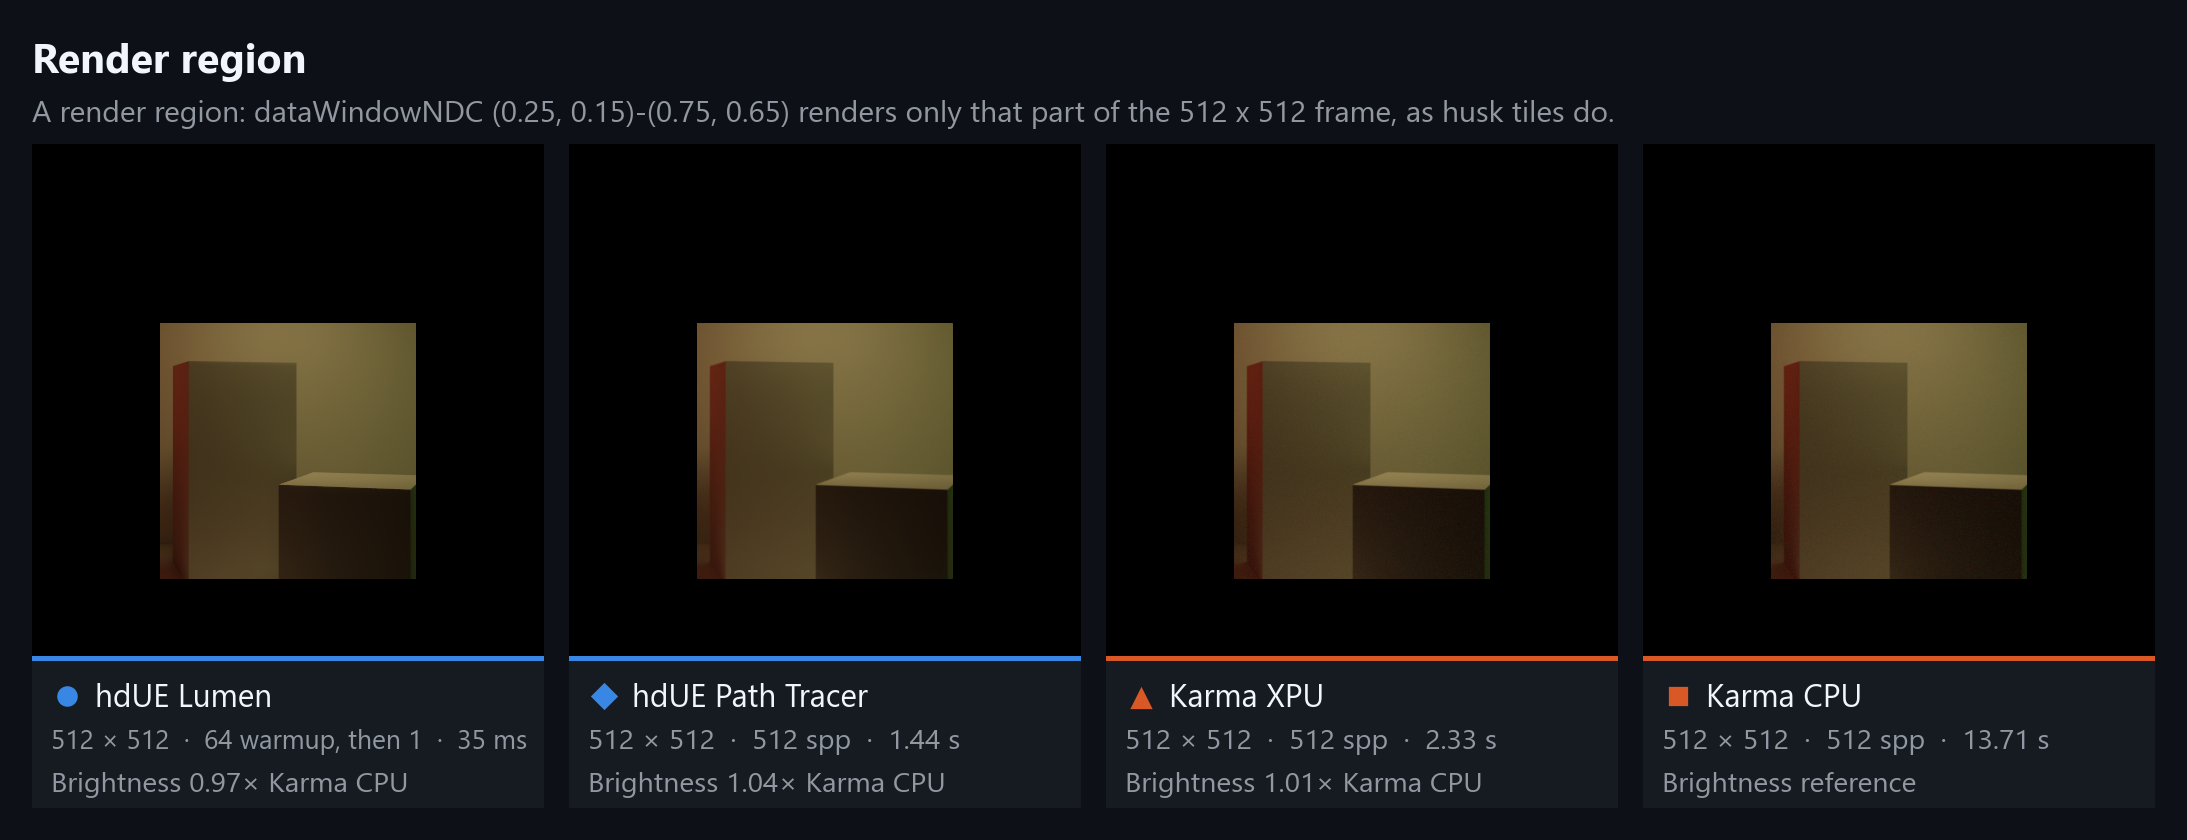 Render region
A render region: dataWindowNDC (0.25, 0.15)-(0.75, 0.65) renders only that part of the 512 x 512 frame, as husk tiles do.
hdUE Lumen
512 × 512 · 64 warmup, then 1 · 35 ms
Brightness 0.97× Karma CPU
hdUE Path Tracer
512 × 512 · 512 spp · 1.44 s
Brightness 1.04× Karma CPU
Karma XPU
512 × 512 · 512 spp · 2.33 s
Brightness 1.01× Karma CPU
Karma CPU
512 × 512 · 512 spp · 13.71 s
Brightness reference